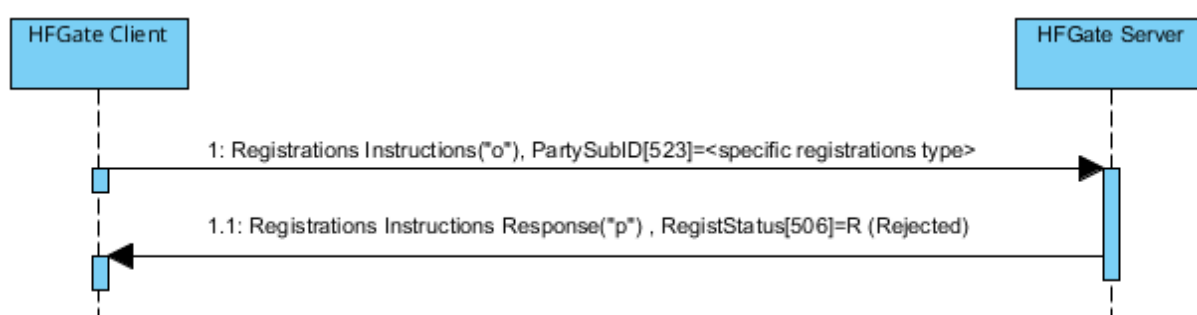 HFGate Client
HFGate Server
1: Registrations Instructions("o"), PartySubID[523]=<specific registrations type>
1.1: Registrations Instructions Response("p") , RegistStatus[506]=R (Rejected)